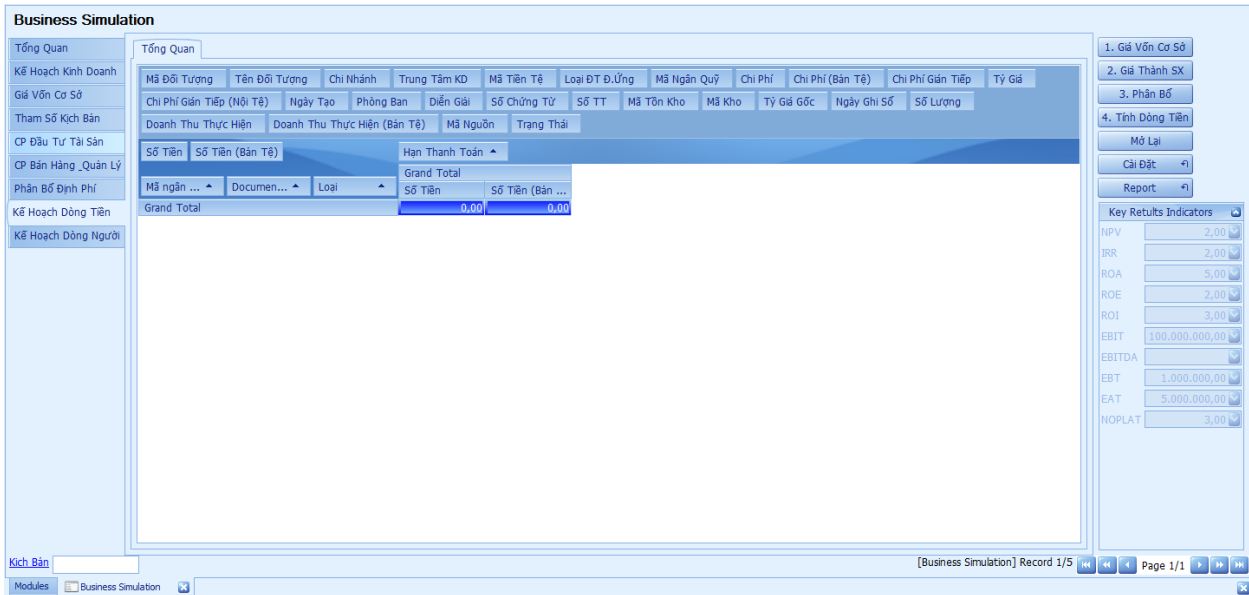 Business Simulation
Tổng Quan
Kế Hoạch Kinh Doanh
Giá Vốn Cơ Sở
Tham Số Kịch Bản
CP Đầu Tư Tài Sản
CP Bán Hàng _Quản Lý
Phân Bổ Định Phí
Kế Hoạch Dòng Tiền
Kế Hoạch Dòng Người
Tổng Quan
Mã Đối Tượng Tên Đối Tượng Chi Nhánh Trung Tâm KD Mã Tiền Tệ Loại ĐT Đ.Ứng Mã Ngân Quỹ Chi Phí Chi Phí (Bản Tệ) Chi Phí Gián Tiếp Tỷ Giá
Chi Phí Gián Tiếp (Nội Tệ) Ngày Tạo Phòng Ban Diễn Giải Số Chứng Từ Số TT Mã Tồn Kho Mã Kho Tỷ Giá Gốc Ngày Ghi Sổ Số Lượng
Doanh Thu Thực Hiện Doanh Thu Thực Hiện (Bản Tệ) Mã Nguồn Trạng Thái
Số Tiền Số Tiền (Bản Tệ) Hạn Thanh Toán
Grand Total
Mã ngân ... Documen... Loại Số Tiền Số Tiền (Bản ...
Grand Total 0,00 0,00
1. Giá Vốn Cơ Sở
2. Giá Thành SX
3. Phân Bổ
4. Tính Dòng Tiền
Mở Lại
Cài Đặt
Report
Key Retults Indicators
NPV 2,00
IRR 2,00
ROA 5,00
ROE 2,00
ROI 3,00
EBIT 100.000.000,00
EBITDA
EBT 1.000.000,00
EAT 5.000.000,00
NOPLAT 3,00
Kịch Bản
[Business Simulation] Record 1/5 Page 1/1
Modules Business Simulation